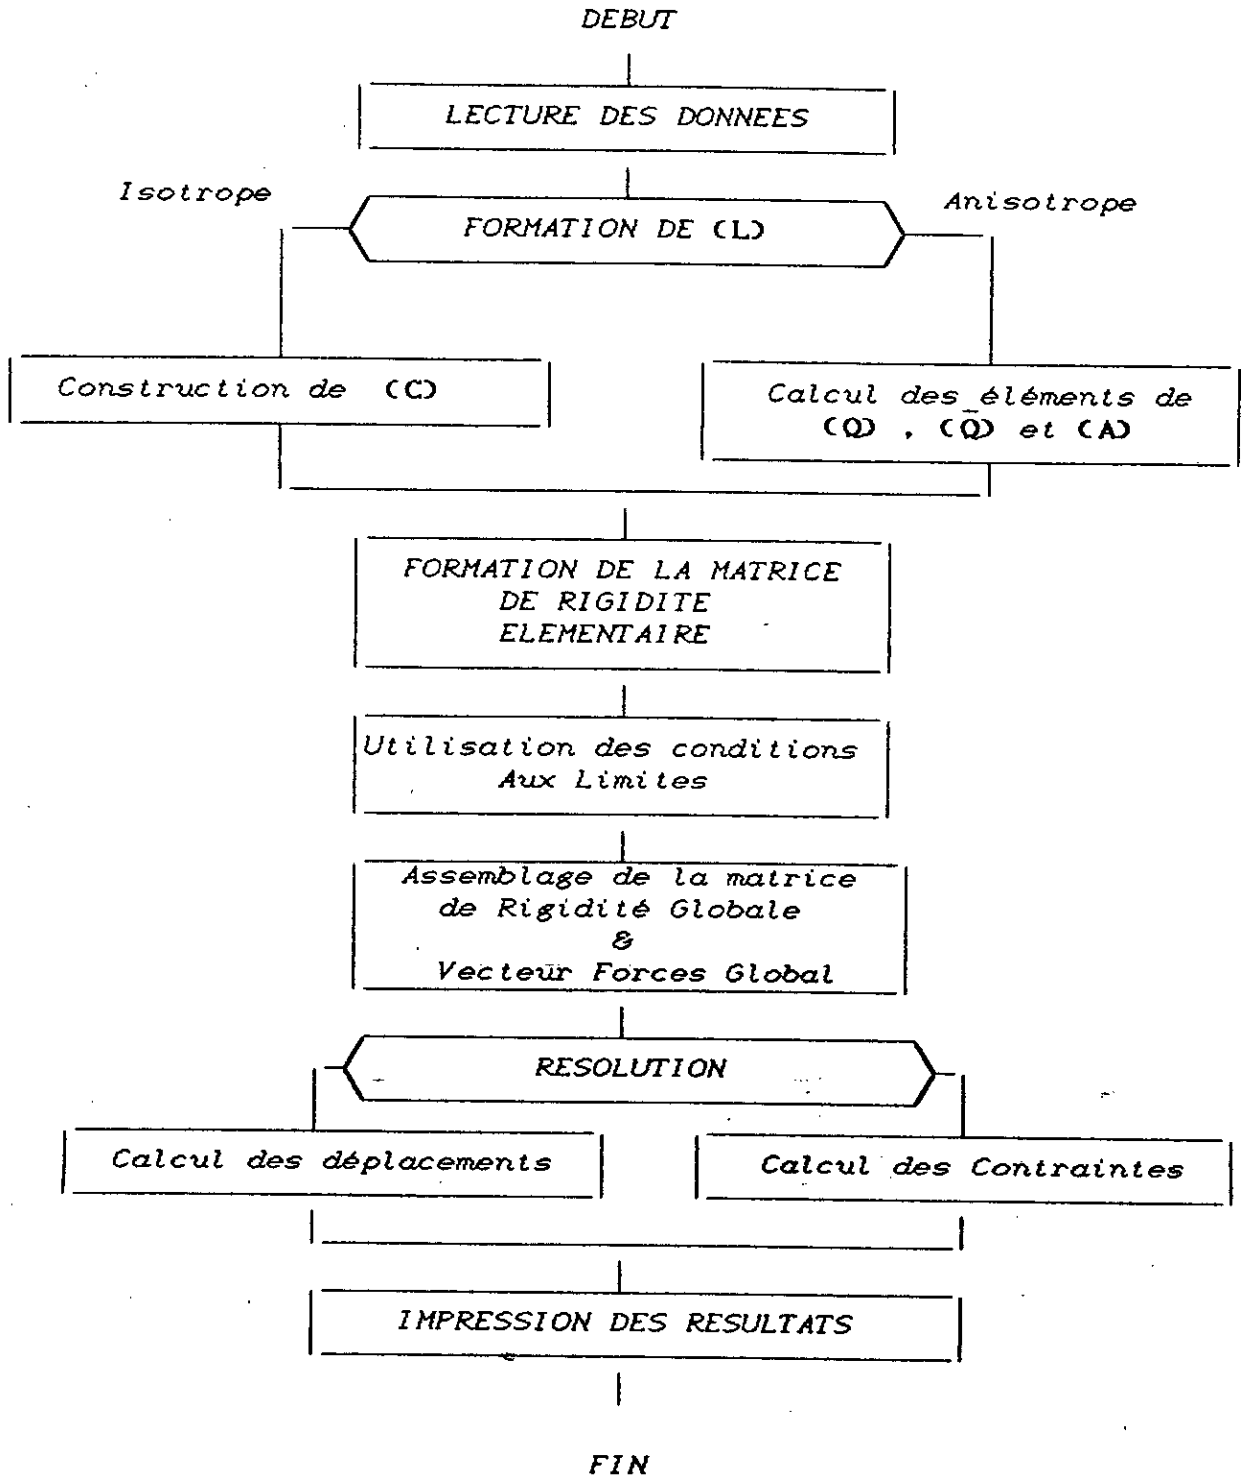 DEBUT
LECTURE DES DONNEES
Isotrope
Anisotrope
FORMATION DE (L)
Construction de (C)
Calcul des éléments de
(Q) , (Q̅) et (A)
FORMATION DE LA MATRICE
DE RIGIDITE
ELEMENTAIRE
Utilisation des conditions
Aux Limites
Assemblage de la matrice
de Rigidité Globale
&
Vecteur Forces Global
RESOLUTION
Calcul des déplacements
Calcul des Contraintes
IMPRESSION DES RESULTATS
FIN